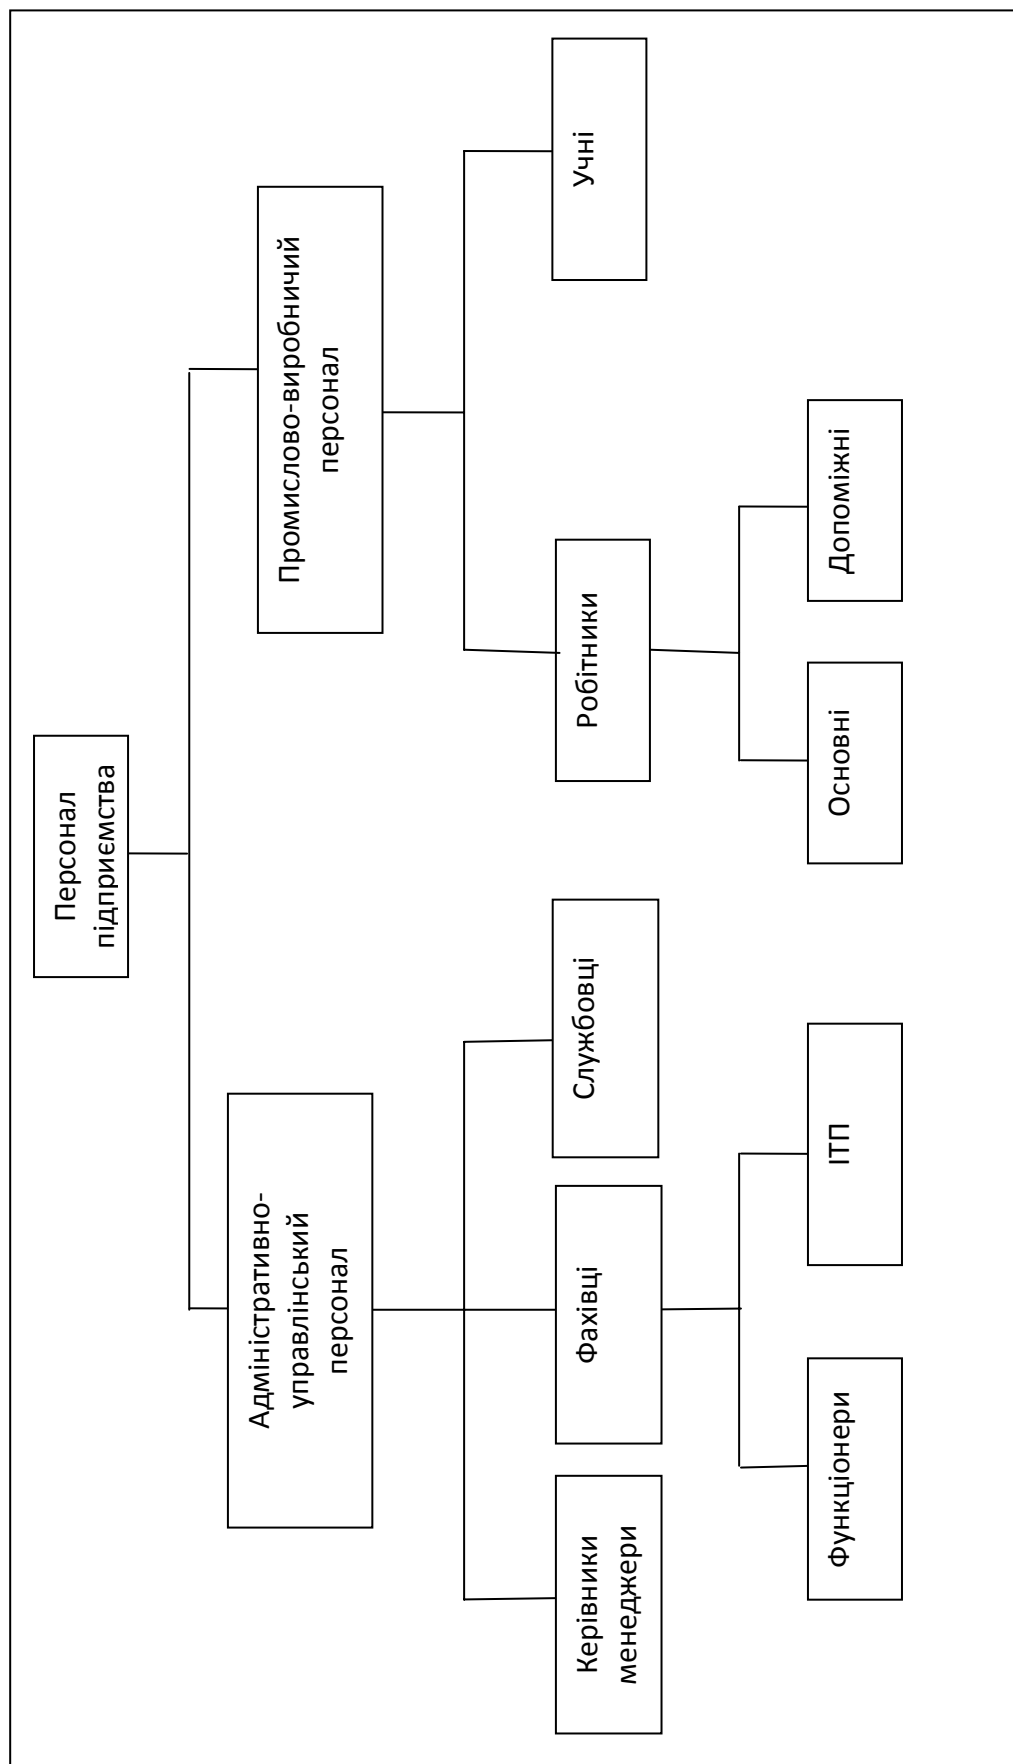 Персонал
підприємства
Адміністративно-
управлінський
персонал
Промислово-виробничий
персонал
Керівники
менеджери
Фахівці
Службовці
Робітники
Учні
Функціонери
ІТП
Основні
Допоміжні